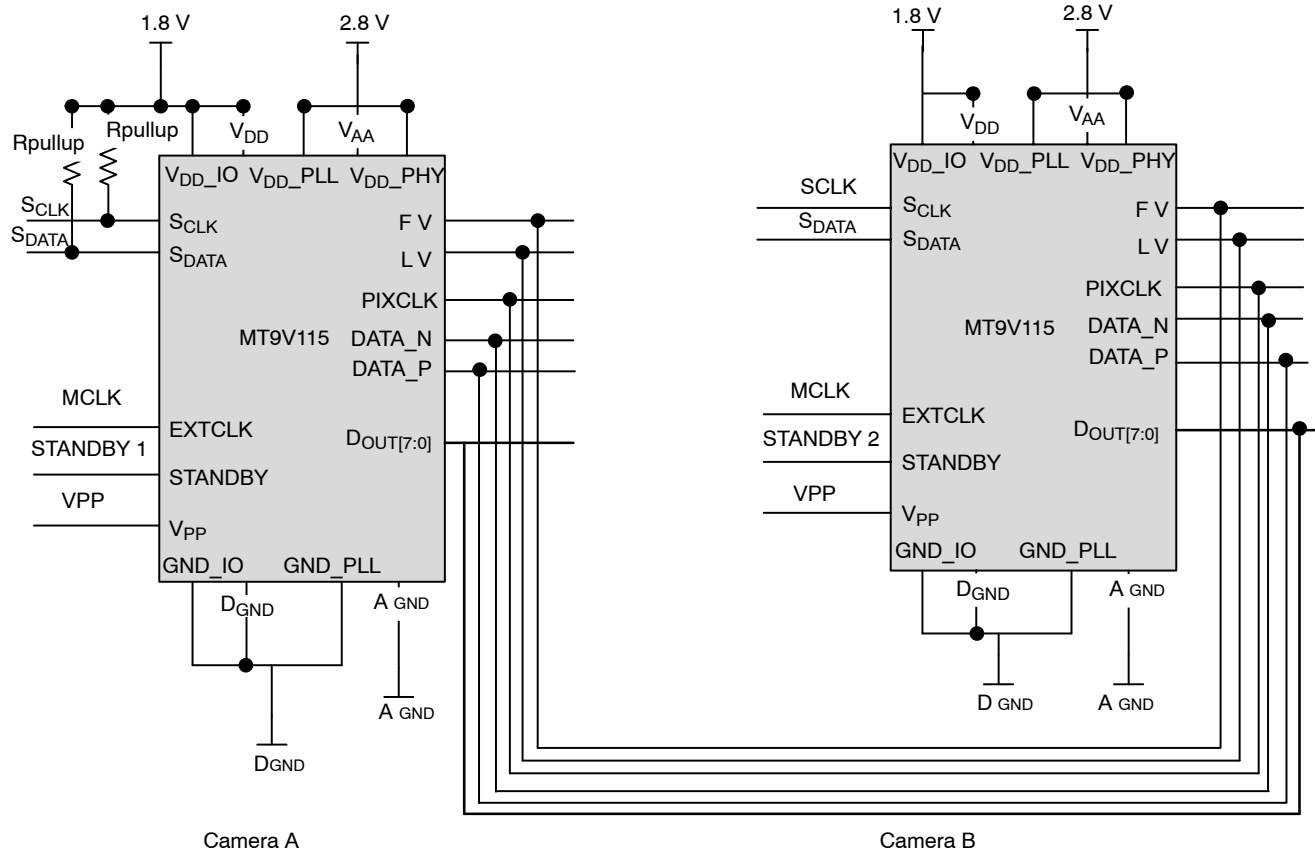 1.8 V
2.8 V
Rpullup
Rpullup
VDD
VAA
VDD_IO
VDD_PLL
VDD_PHY
SCLK
SDATA
SCLK
SDATA
F V
L V
PIXCLK
MT9V115
DATA_N
DATA_P
MCLK
EXTCLK
DOUT[7:0]
STANDBY 1
STANDBY
VPP
VPP
GND_IO
GND_PLL
DGND
A GND
A GND
DGND
Camera A
1.8 V
2.8 V
VDD
VAA
VDD_IO
VDD_PLL
VDD_PHY
SCLK
SCLK
SDATA
SDATA
F V
L V
PIXCLK
MT9V115
DATA_N
DATA_P
MCLK
EXTCLK
DOUT[7:0]
STANDBY 2
STANDBY
VPP
VPP
GND_IO
GND_PLL
DGND
A GND
D GND
A GND
Camera B